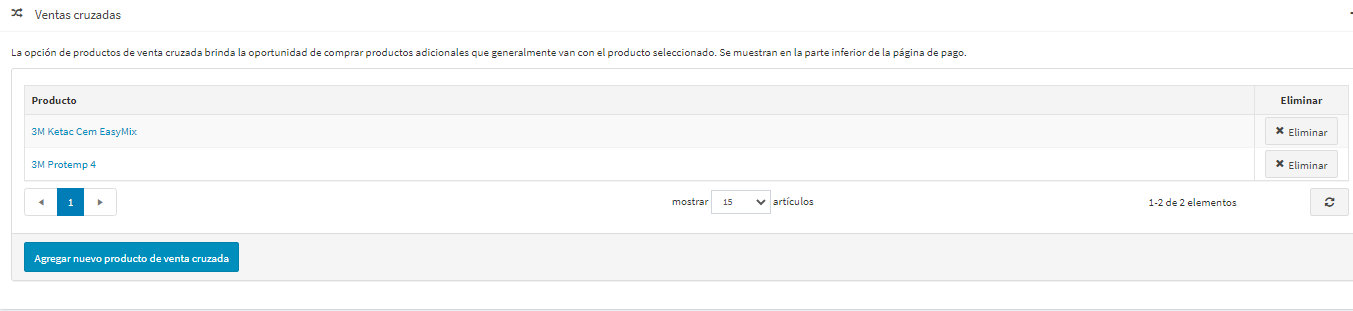 Ventas cruzadas
La opción de productos de venta cruzada brinda la oportunidad de comprar productos adicionales que generalmente van con el producto seleccionado. Se muestran en la parte inferior de la página de pago.
Producto Eliminar
3M Ketac Cem EasyMix Eliminar
3M Protemp 4 Eliminar
1 mostrar 15 artículos 1-2 de 2 elementos
Agregar nuevo producto de venta cruzada